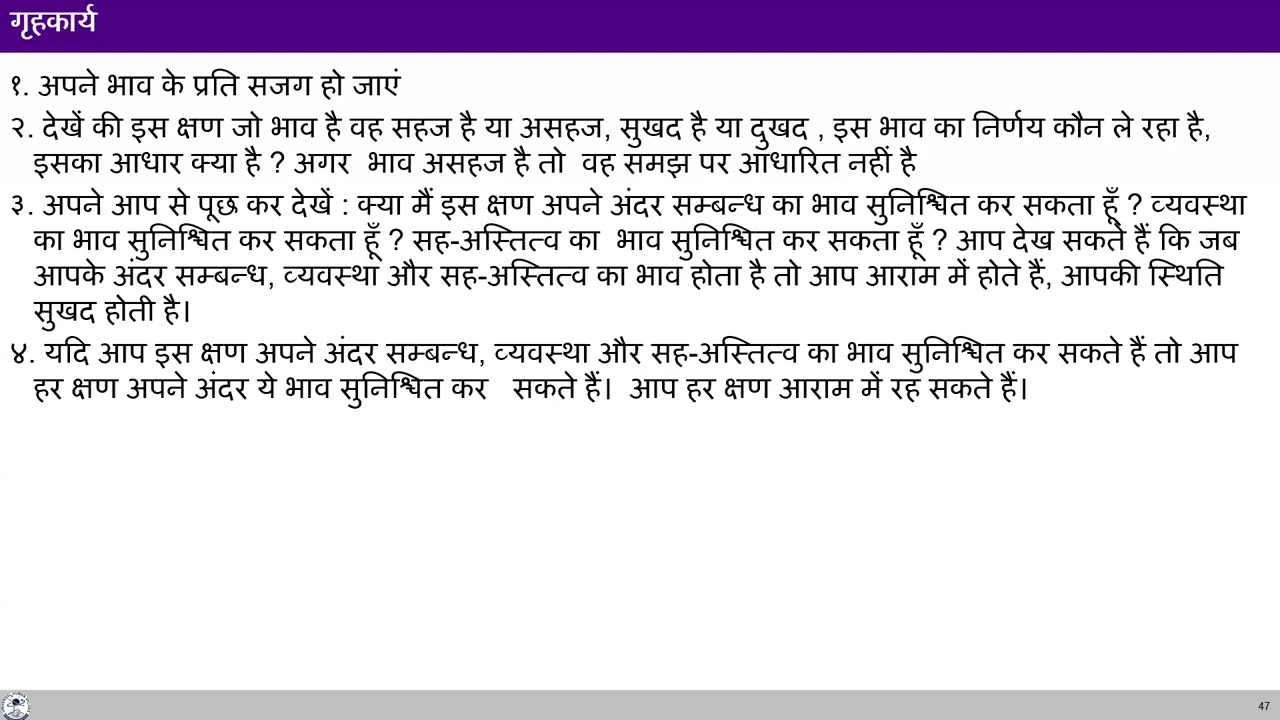 गृहकार्य
१. अपने भाव के प्रति सजग हो जाएं
२. देखें की इस क्षण जो भाव है वह सहज है या असहज, सुखद है या दुखद , इस भाव का निर्णय कौन ले रहा है,
इसका आधार क्या है ? अगर भाव असहज है तो वह समझ पर आधारित नहीं है
३. अपने आप से पूछ कर देखें : क्या मैं इस क्षण अपने अंदर सम्बन्ध का भाव सुनिश्चित कर सकता हूँ ? व्यवस्था
का भाव सुनिश्चित कर सकता हूँ ? सह-अस्तित्व का भाव सुनिश्चित कर सकता हूँ ? आप देख सकते हैं कि जब
आपके अंदर सम्बन्ध, व्यवस्था और सह-अस्तित्व का भाव होता है तो आप आराम में होते हैं, आपकी स्थिति
सुखद होती है।
४. यदि आप इस क्षण अपने अंदर सम्बन्ध, व्यवस्था और सह-अस्तित्व का भाव सुनिश्चित कर सकते हैं तो आप
हर क्षण अपने अंदर ये भाव सुनिश्चित कर सकते हैं। आप हर क्षण आराम में रह सकते हैं।
47